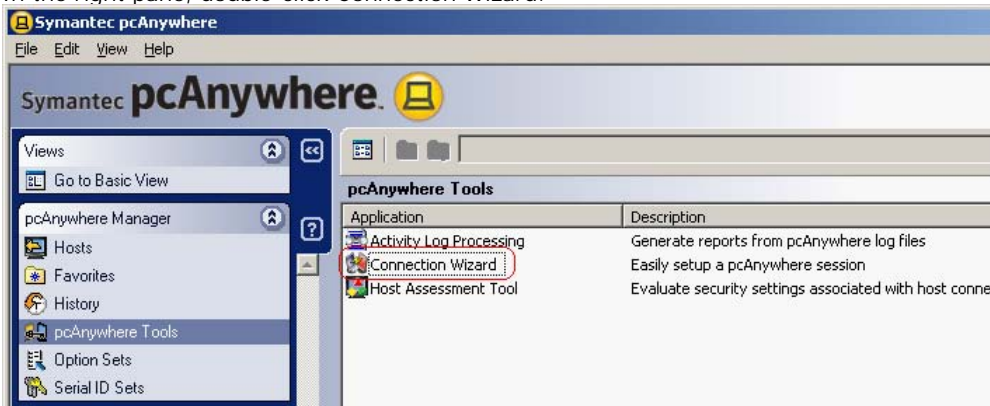 In the right pane, double-click Connection Wizard.
Symantec pcAnywhere
File Edit View Help
Symantec pcAnywhere.
Views
Go to Basic View
pcAnywhere Manager
Hosts
Favorites
History
pcAnywhere Tools
Option Sets
Serial ID Sets
pcAnywhere Tools
Application Description
Activity Log Processing Generate reports from pcAnywhere log files
Connection Wizard Easily setup a pcAnywhere session
Host Assessment Tool Evaluate security settings associated with host conne